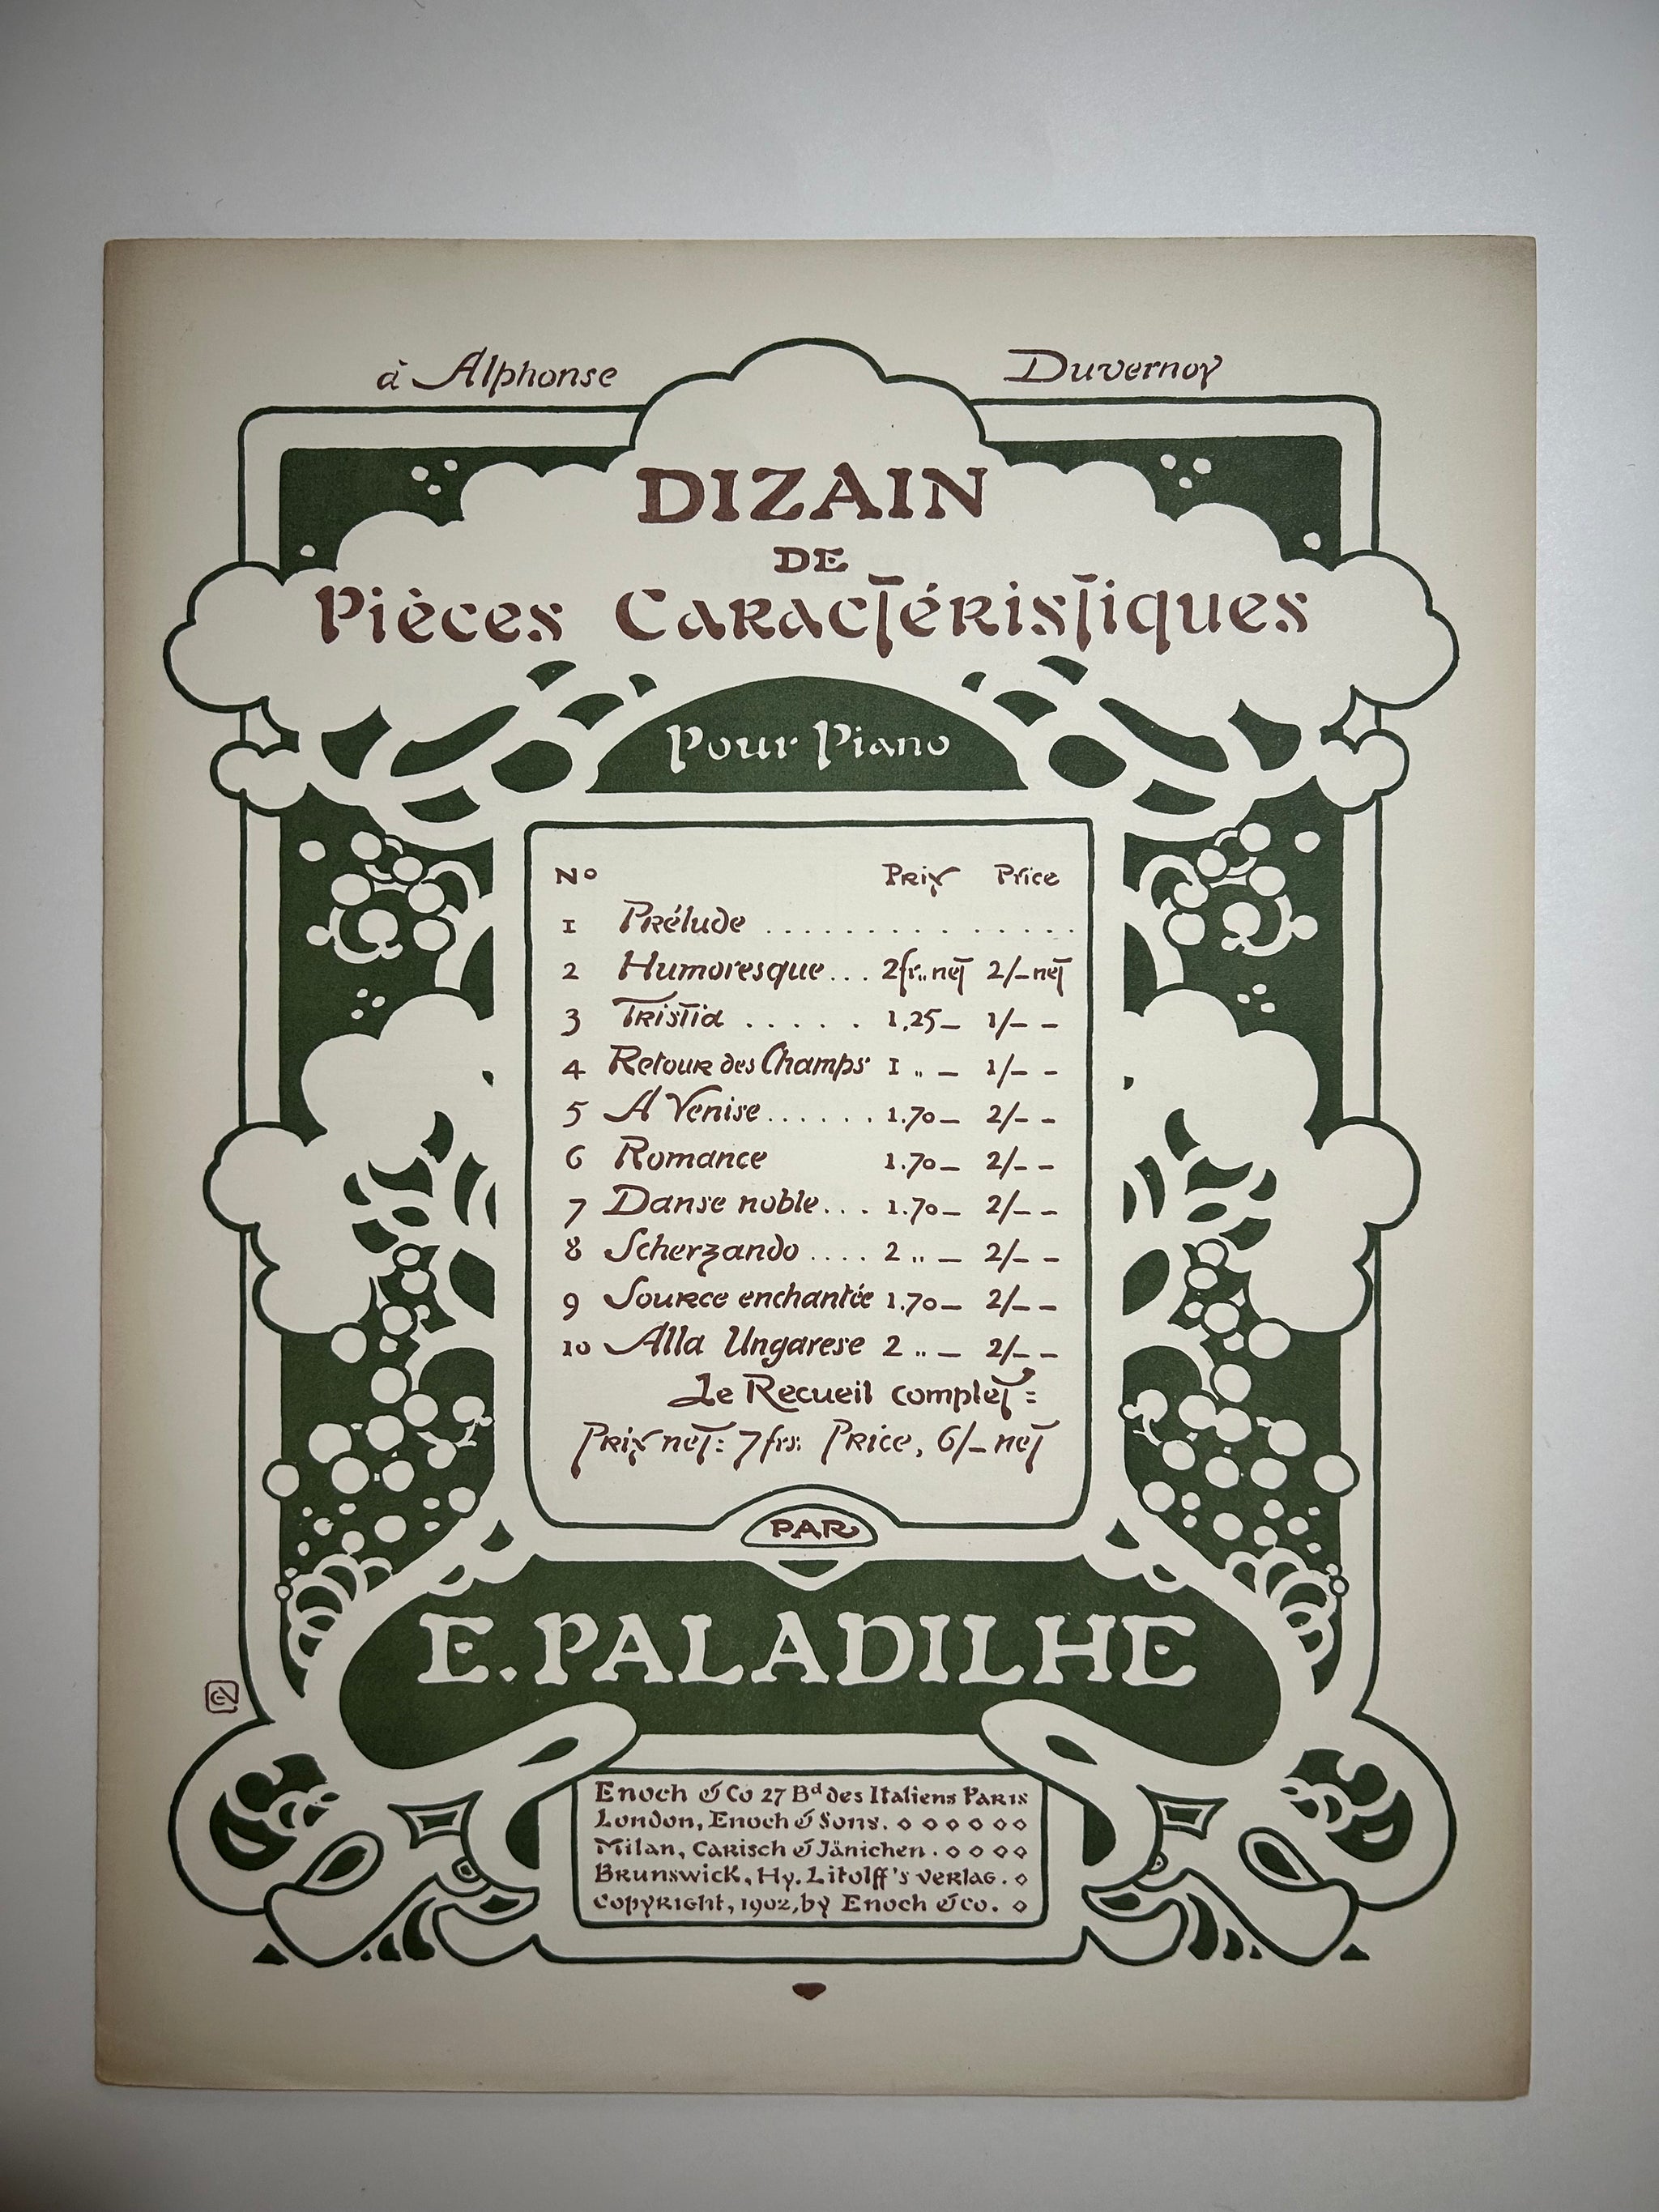 à Alphonse Duvernoy
DIZAIN
DE
Pièces Caractéristiques
Pour Piano
No Prix Price
1 Prélude . . . . . . . . . . . . . .
2 Humoresque... 2fr.. net 2/– net
3 Tristia . . . . . 1,25 – 1/– –
4 Retour des Champs 1 .. – 1/– –
5 A Venise...... 1.70 – 2/– –
6 Romance 1.70 – 2/– –
7 Danse noble... 1.70 – 2/– –
8 Scherzando .... 2 .. – 2/– –
9 Source enchantée 1.70 – 2/– –
10 Alla Ungarese 2 .. – 2/– –
Le Recueil complet:
Prix net: 7 frs: Price, 6/– net
PAR
E. PALADILHE
Enoch & Co 27 Bd des Italiens Paris
London, Enoch & Sons.
Milan, Carisch & Jänichen.
Brunswick, Hy. Litolff's Verlag.
Copyright, 1902, by Enoch & Co.